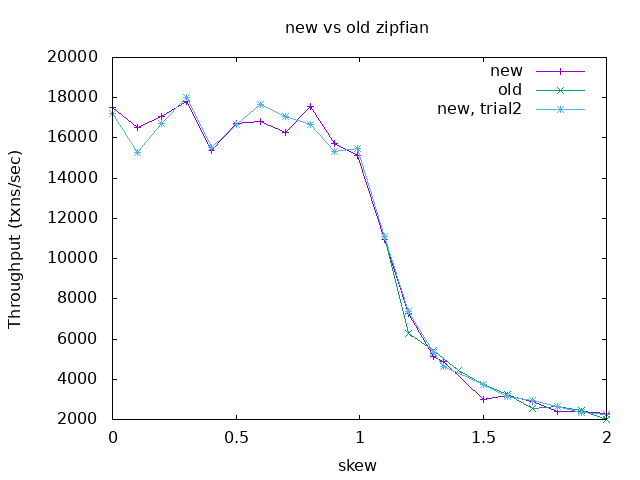 new vs old zipfian
new
old
new, trial2
Throughput (txns/sec)
20000
18000
16000
14000
12000
10000
8000
6000
4000
2000
0 0.5 1 1.5 2
skew